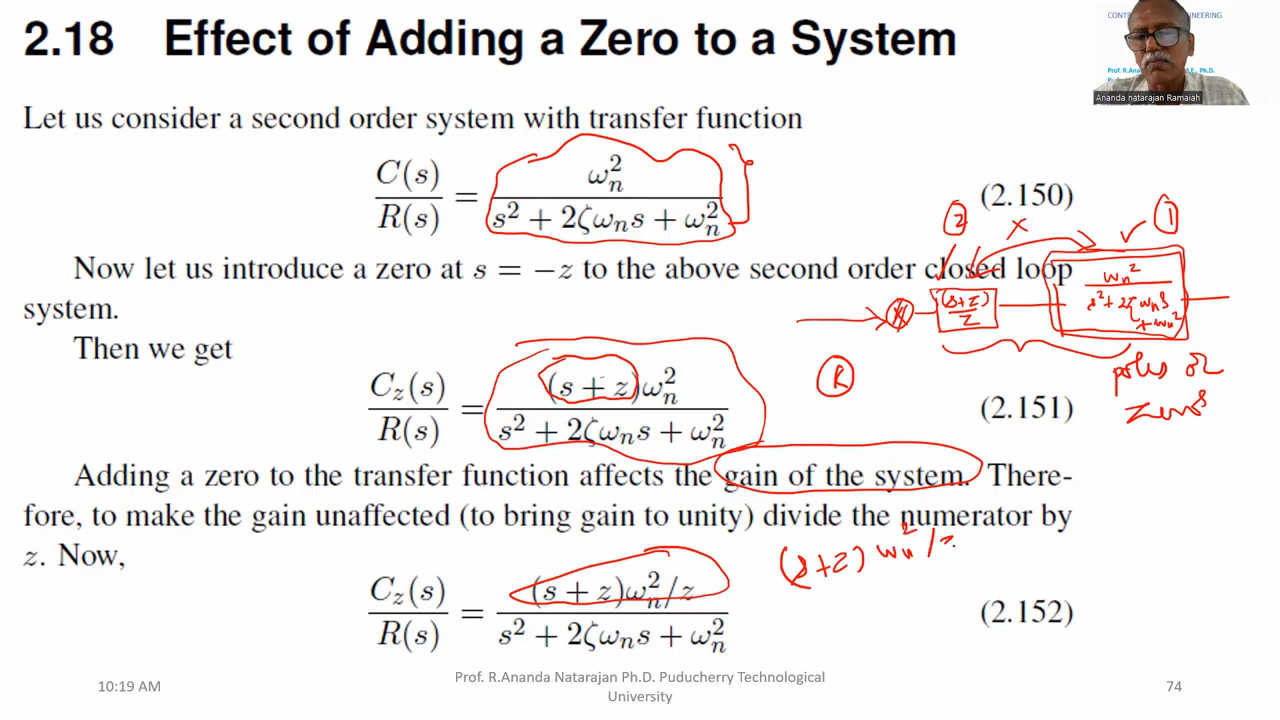 2.18 Effect of Adding a Zero to a System
CONT
NEERING
Prof. R.Ana
.E., Ph.D.
Ananda natarajan Ramaiah
Let us consider a second order system with transfer function
C(s)/R(s) = ω_n^2/(s^2 + 2ζω_n s + ω_n^2) (2.150)
2
X
1
Now let us introduce a zero at s = −z to the above second order closed loop
system.
(s+z)/z
ω_n^2/(s^2 + 2ζω_n s + ω_n^2)
Then we get
R
poles or
zeros
C_z(s)/R(s) = (s + z)ω_n^2/(s^2 + 2ζω_n s + ω_n^2) (2.151)
Adding a zero to the transfer function affects the gain of the system. There-
fore, to make the gain unaffected (to bring gain to unity) divide the numerator by
z. Now,
(s+z) ω_n^2/z
C_z(s)/R(s) = (s + z)ω_n^2/z/(s^2 + 2ζω_n s + ω_n^2) (2.152)
10:19 AM
Prof. R.Ananda Natarajan Ph.D. Puducherry Technological
University
74